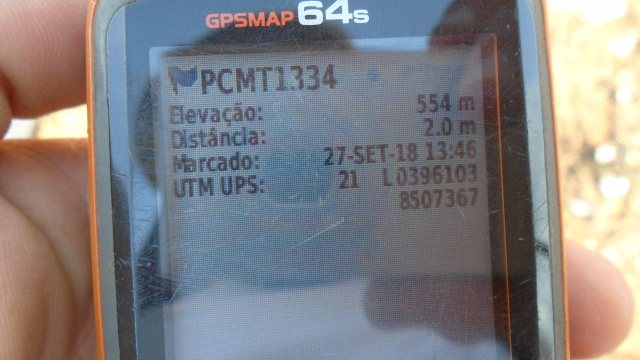 GPSMAP 64s
PCMT1334
Elevação: 554 m
Distância: 2.0 m
Marcado: 27-SET-18 13:46
UTM UPS: 21 L 0396103
8507367